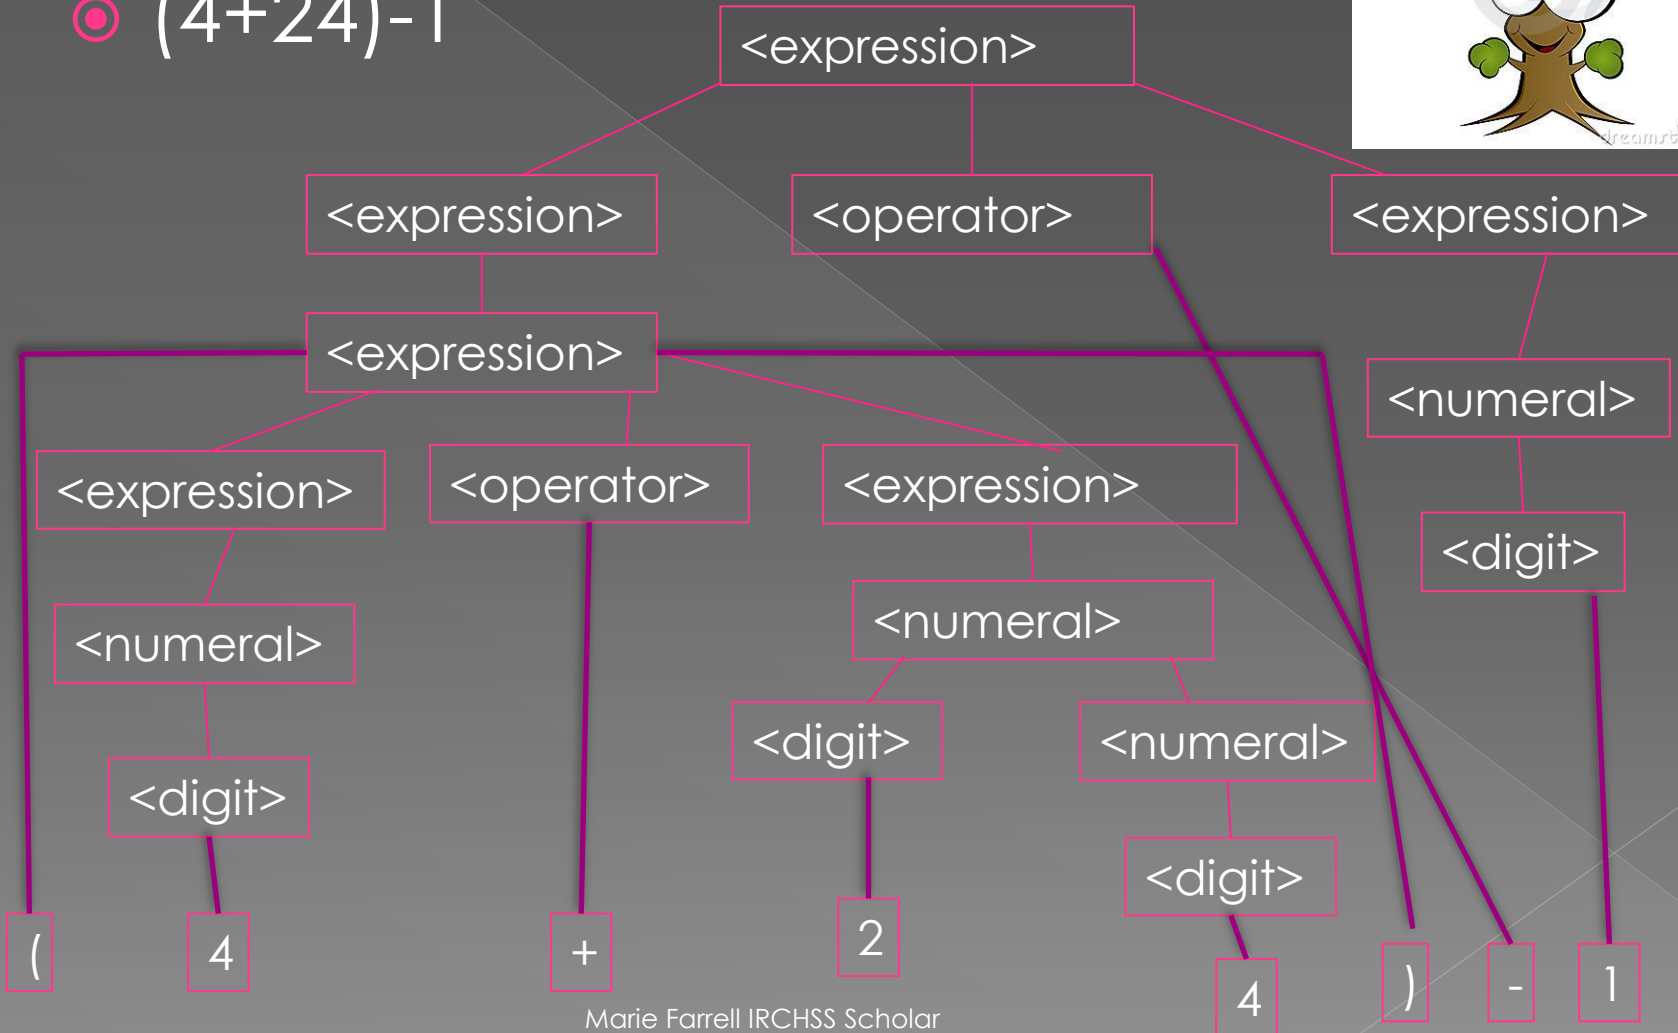 (4+24)-1
<expression>
<expression> <operator> <expression>
<expression>
<numeral>
<expression> <operator> <expression>
<digit>
<numeral> <numeral>
<digit> <numeral>
<digit>
<digit>
( 4 + 2 4 ) - 1
Marie Farrell IRCHSS Scholar